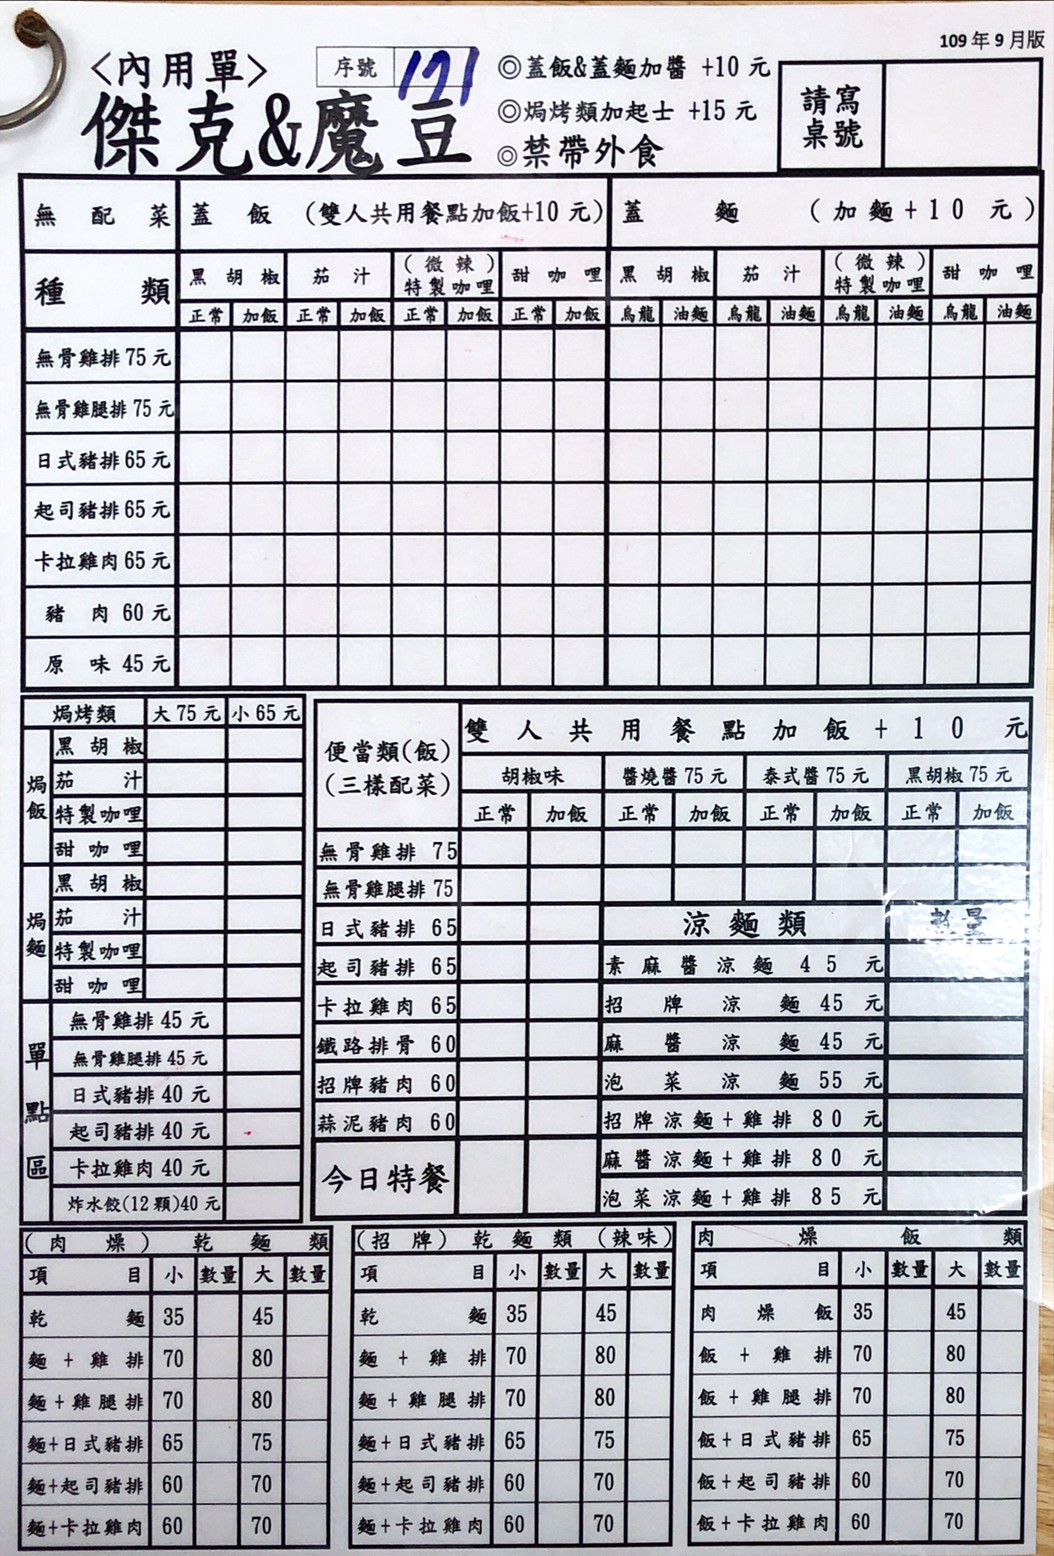 109年9月版
<內用單>
序號 171
傑克&魔豆
◎蓋飯&蓋麵加醬 +10元
◎焗烤類加起士 +15元
◎禁帶外食
請寫桌號
無配菜 蓋飯 (雙人共用餐點加飯+10元) 蓋麵 (加麵+10元)
種類 黑胡椒 茄汁 (微辣)特製咖哩 甜咖哩 黑胡椒 茄汁 (微辣)特製咖哩 甜咖哩
正常 加飯 正常 加飯 正常 加飯 正常 加飯 烏龍 油麵 烏龍 油麵 烏龍 油麵 烏龍 油麵
無骨雞排75元
無骨雞腿排75元
日式豬排65元
起司豬排65元
卡拉雞肉65元
豬肉60元
原味45元
焗烤類 大75元 小65元
焗飯
黑胡椒
茄汁
特製咖哩
甜咖哩
焗麵
黑胡椒
茄汁
特製咖哩
甜咖哩
單點區
無骨雞排45元
無骨雞腿排45元
日式豬排40元
起司豬排40元
卡拉雞肉40元
炸水餃(12顆)40元
便當類(飯)
(三樣配菜)
雙人共用餐點加飯+10元
胡椒味 醬燒醬75元 泰式醬75元 黑胡椒75元
正常 加飯 正常 加飯 正常 加飯 正常 加飯
無骨雞排 75
無骨雞腿排 75
日式豬排 65
起司豬排 65
卡拉雞肉 65
鐵路排骨 60
招牌豬肉 60
蒜泥豬肉 60
今日特餐
涼麵類 數量
素麻醬涼麵45元
招牌涼麵45元
麻醬涼麵45元
泡菜涼麵55元
招牌涼麵+雞排80元
麻醬涼麵+雞排80元
泡菜涼麵+雞排85元
(肉燥)乾麵類
項目 小 數量 大 數量
乾麵 35 45
麵+雞排 70 80
麵+雞腿排 70 80
麵+日式豬排 65 75
麵+起司豬排 60 70
麵+卡拉雞肉 60 70
(招牌)乾麵類(辣味)
項目 小 數量 大 數量
乾麵 35 45
麵+雞排 70 80
麵+雞腿排 70 80
麵+日式豬排 65 75
麵+起司豬排 60 70
麵+卡拉雞肉 60 70
肉燥飯類
項目 小 數量 大 數量
肉燥飯 35 45
飯+雞排 70 80
飯+雞腿排 70 80
飯+日式豬排 65 75
飯+起司豬排 60 70
飯+卡拉雞肉 60 70